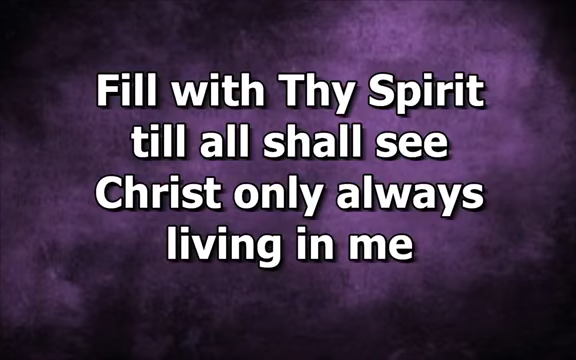 Fill with Thy Spirit
till all shall see
Christ only always
living in me